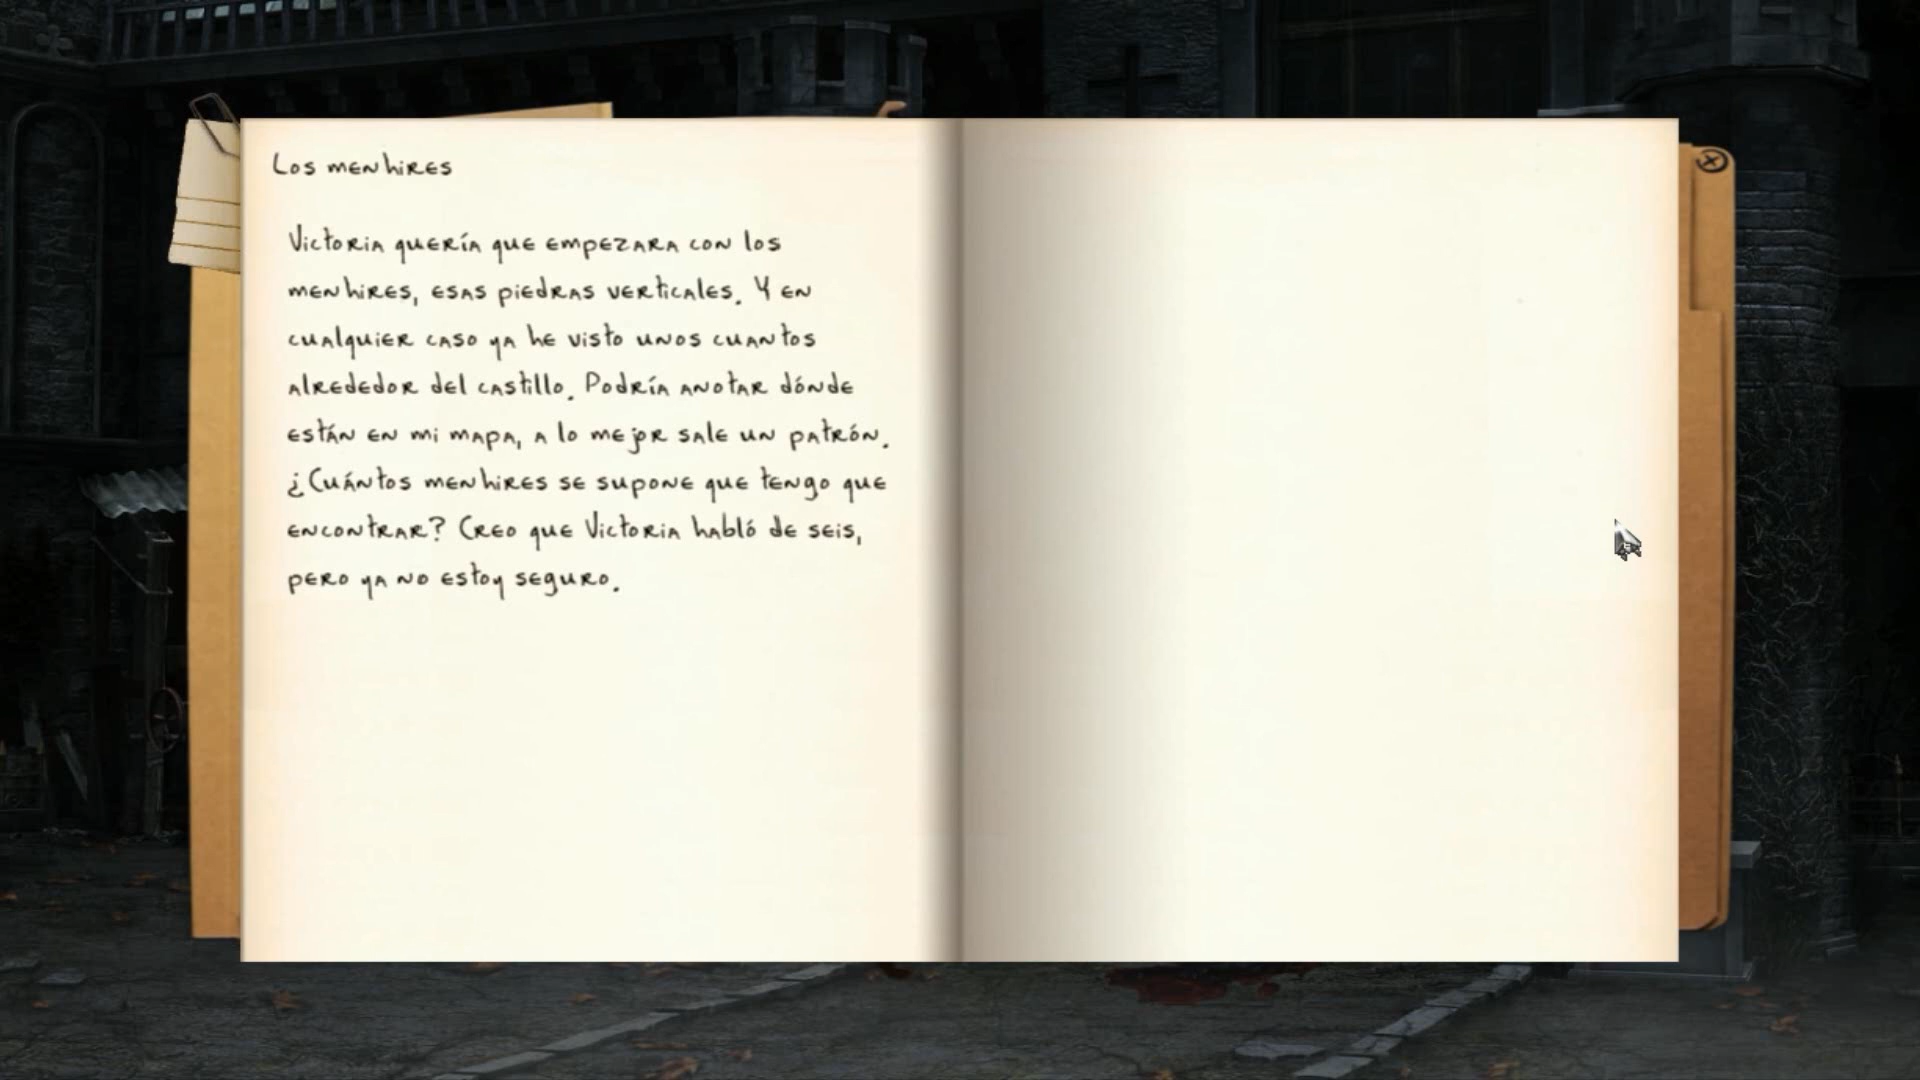 Los menhires
Victoria quería que empezara con los
menhires, esas piedras verticales. Y en
cualquier caso ya he visto unos cuantos
alrededor del castillo. Podría anotar dónde
están en mi mapa, a lo mejor sale un patrón.
¿Cuántos menhires se supone que tengo que
encontrar? Creo que Victoria habló de seis,
pero ya no estoy seguro.